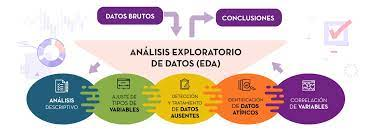 DATOS BRUTOS
CONCLUSIONES
ANÁLISIS EXPLORATORIO
DE DATOS (EDA)
ANÁLISIS
DESCRIPTIVO
AJUSTE DE
TIPOS DE
VARIABLES
DETECCIÓN
Y TRATAMIENTO
DE DATOS
AUSENTES
IDENTIFICACIÓN
DE DATOS
ATÍPICOS
CORRELACIÓN
DE VARIABLES